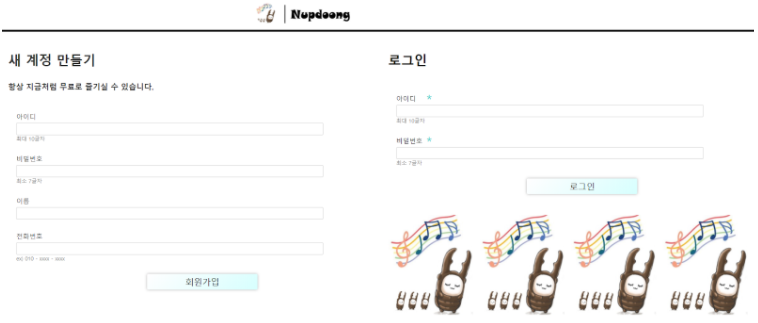 Nupdoong
새 계정 만들기
항상 지금처럼 무료로 즐기실 수 있습니다.
아이디
최대 10글자
비밀번호
최소 7글자
이름
전화번호
ex) 010 - xxxx - xxxx
회원가입
로그인
아이디 *
최대 10글자
비밀번호 *
최소 7글자
로그인